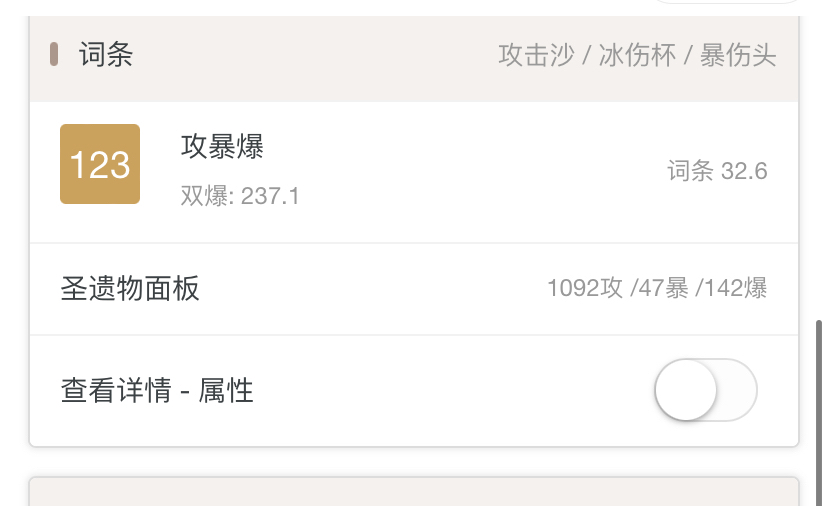 词条 攻击沙 / 冰伤杯 / 暴伤头
123 攻暴爆
双爆: 237.1
词条 32.6
圣遗物面板 1092攻 /47暴 /142爆
查看详情 - 属性